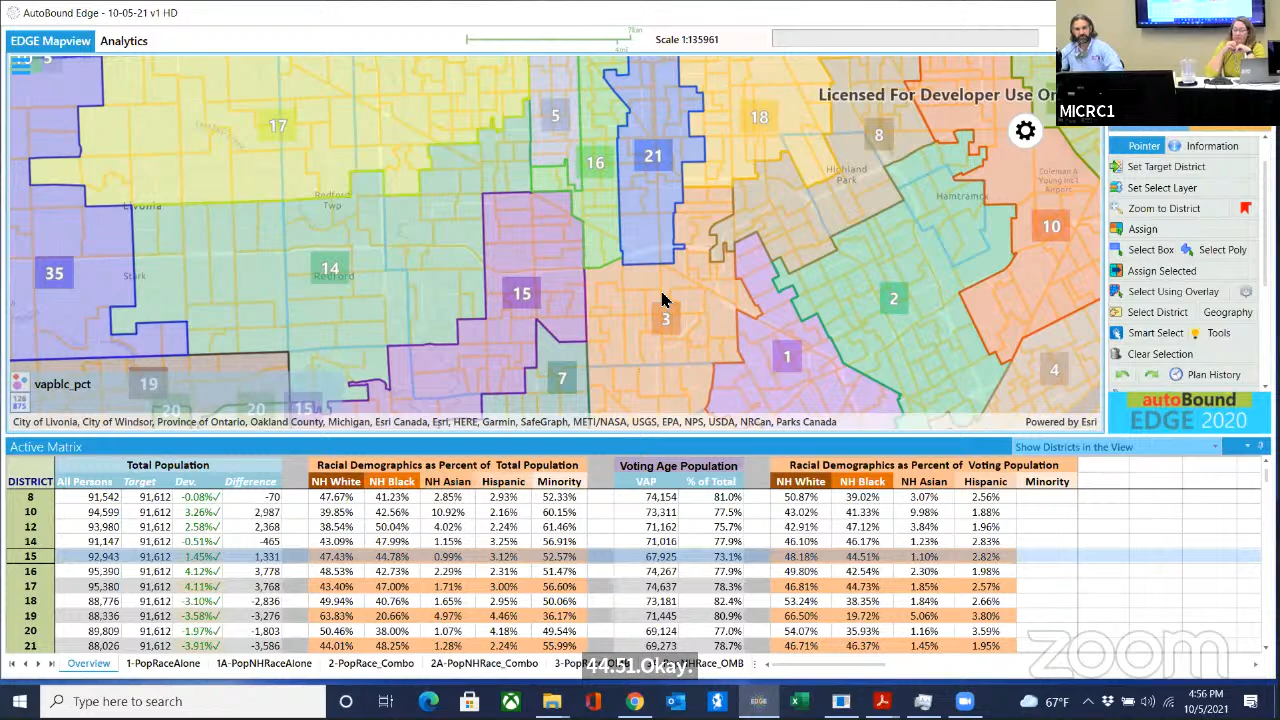 AutoBound Edge - 10-05-21 v1 HD
EDGE Mapview Analytics
7km
4mi
Scale 1:135961
MICRC1
Licensed For Developer Use On
5
17
5
18
8
16
21
Highland Park
Coleman A Young Int'l Airport
Redford Twp
Livonia
Hamtramck
10
35
Stark
14
Redford
15
3
2
1
7
4
19
20
20
15
vapblc_pct
City of Livonia, City of Windsor, Province of Ontario, Oakland County, Michigan, Esri Canada, Esri, HERE, Garmin, SafeGraph, METI/NASA, USGS, EPA, NPS, USDA, NRCan, Parks Canada
Powered by Esri
Pointer Information
Set Target District
Set Select Layer
Zoom to District
Assign
Select Box Select Poly
Assign Selected
Select Using Overlay
Select District Geography
Smart Select Tools
Clear Selection
Plan History
autoBound
EDGE 2020
Active Matrix
Show Districts in the View
Total Population Racial Demographics as Percent of Total Population Voting Age Population Racial Demographics as Percent of Voting Population
DISTRICT All Persons Target Dev. Difference NH White NH Black NH Asian Hispanic Minority VAP % of Total NH White NH Black NH Asian Hispanic Minority
8 91,542 91,612 -0.08%✓ -70 47.67% 41.23% 2.85% 2.93% 52.33% 74,154 81.0% 50.87% 39.02% 3.07% 2.56%
10 94,599 91,612 3.26%✓ 2,987 39.85% 42.56% 10.92% 2.16% 60.15% 73,311 77.5% 43.02% 41.33% 9.98% 1.88%
12 93,980 91,612 2.58%✓ 2,368 38.54% 50.04% 4.02% 2.24% 61.46% 71,162 75.7% 42.91% 47.12% 3.84% 1.96%
14 91,147 91,612 -0.51%✓ -465 43.09% 47.99% 1.15% 3.25% 56.91% 71,016 77.9% 46.10% 46.17% 1.23% 2.83%
15 92,943 91,612 1.45%✓ 1,331 47.43% 44.78% 0.99% 3.12% 52.57% 67,925 73.1% 48.18% 44.51% 1.10% 2.82%
16 95,390 91,612 4.12%✓ 3,778 48.53% 42.73% 2.29% 2.31% 51.47% 74,267 77.9% 49.80% 42.54% 2.30% 1.98%
17 95,380 91,612 4.11%✓ 3,768 43.40% 47.00% 1.71% 3.00% 56.60% 74,637 78.3% 46.81% 44.73% 1.85% 2.57%
18 88,776 91,612 -3.10%✓ -2,836 49.94% 40.76% 1.65% 2.95% 50.06% 73,181 82.4% 53.24% 38.35% 1.84% 2.66%
19 88,336 91,612 -3.58%✓ -3,276 63.83% 20.66% 4.97% 4.46% 36.17% 71,445 80.9% 66.50% 19.72% 5.06% 3.80%
20 89,809 91,612 -1.97%✓ -1,803 50.46% 38.00% 1.07% 4.18% 49.54% 69,124 77.0% 54.07% 35.93% 1.16% 3.59%
21 88,026 91,612 -3.91%✓ -3,586 44.01% 48.25% 1.28% 2.24% 55.99% 69,273 78.7% 46.71% 46.37% 1.45% 1.95%
Overview 1-PopRaceAlone 1A-PopNHRaceAlone 2-PopRace_Combo 2A-PopNHRace_Combo
44.51.Okay.
zoom
Type here to search
EDGE
67°F
4:56 PM
10/5/2021